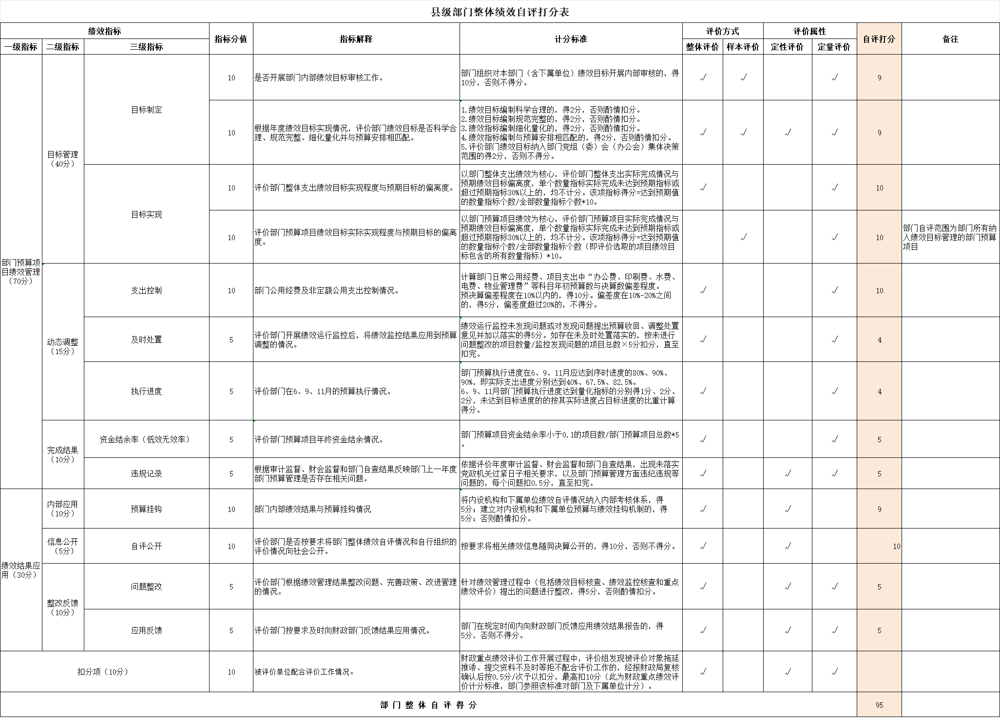 县级部门整体绩效自评打分表
绩效指标
指标分值
指标解释
计分标准
评价方式
评价属性
自评打分
备注
一级指标
二级指标
三级指标
整体评价
样本评价
定性评价
定量评价
部门预算项
目绩效管理
（70分）
目标管理
（40分）
目标制定
10
是否开展部门内部绩效目标审核工作。
部门组织对本部门（含下属单位）绩效目标开展内部审核的，得
10分，否则不得分。
√
√
√
9
10
根据年度绩效目标实现情况，评价部门绩效目标是否科学合
理、规范完整、细化量化并与预算安排相匹配。
1.绩效目标编制科学合理的，得2分，否则酌情扣分。
2.绩效目标编制规范完整的，得2分，否则酌情扣分。
3.绩效指标编制细化量化的，得2分，否则酌情扣分。
4.绩效指标编制与预算安排相匹配的，得2分，否则酌情扣分。
5.评价部门绩效目标纳入部门党组（委）会（办公会）集体决策
范围的得2分，否则不得分。
√
√
√
√
9
目标实现
10
评价部门整体支出绩效目标实现程度与预期目标的偏离度。
以部门整体支出绩效为核心，评价部门整体支出实际完成情况与
预期绩效目标偏离度，单个数量指标实际完成未达到预期指标或
超过预期指标30%以上的，均不计分。该项指标得分=达到预期值
的数量指标个数/全部数量指标个数*10。
√
√
10
10
评价部门预算项目绩效目标实际实现程度与预期目标的偏离
度。
以部门预算项目绩效为核心，评价部门预算项目实际完成情况与
预期绩效目标偏离度，单个数量指标实际完成未达到预期指标或
超过预期指标30%以上的，均不计分。该项指标得分=达到预期值
的数量指标个数/全部数量指标个数（即评价选取的项目绩效目
标包含的所有数量指标）*10。
√
√
10
部门自评范围为部门所有纳
入绩效目标管理的部门预算
项目
动态调整
（15分）
支出控制
10
部门公用经费及非定额公用支出控制情况。
计算部门日常公用经费、项目支出中“办公费、印刷费、水费、
电费、物业管理费”等科目年初预算数与决算数偏差程度。
预决算偏差程度在10%以内的，得10分。偏差度在10%-20%之间
的，得5分，偏差度超过20%的，不得分。
√
√
10
及时处置
5
评价部门开展绩效运行监控后，将绩效监控结果应用到预算
调整的情况。
绩效运行监控未发现问题或对发现问题提出预算收回、调整处置
意见并加以落实的得5分。如存在未及时处置落实的，按未进行
问题整改的项目数量/监控发现问题的项目总数×5分扣分，直至
扣完。
√
√
4
执行进度
5
评价部门在6、9、11月的预算执行情况。
部门预算执行进度在6、9、11月应达到序时进度的80%、90%、
90%，即实际支出进度分别达到40%、67.5%、82.5%。
6、9、11月部门预算执行进度达到量化指标的分别得1分、2分、
2分，未达到目标进度的的按其实际进度占目标进度的比重计算
得分。
√
√
4
完成结果
（10分）
资金结余率（低效无效率）
5
评价部门预算项目年终资金结余情况。
部门预算项目资金结余率小于0.1的项目数/部门预算项目总数*5
。
√
√
5
违规记录
5
根据审计监督、财会监督和部门自查结果反映部门上一年度
部门预算管理是否存在相关问题。
依据评价年度审计监督、财会监督和部门自查结果，出现未落实
党政机关过紧日子相关要求，以及部门预算管理方面违纪违规等
问题的，每个问题扣0.5分，直至扣完。
√
√
√
5
绩效结果应
用（30分）
内部应用
（10分）
预算挂钩
10
部门内部绩效结果与预算挂钩情况
将内设机构和下属单位绩效自评情况纳入内部考核体系，得
5分；建立对内设机构和下属单位预算与绩效挂钩机制的，得
5分；否则酌情扣分。
√
√
9
信息公开
（5分）
自评公开
10
评价部门是否按要求将部门整体绩效自评情况和自行组织的
评价情况向社会公开。
按要求将相关绩效信息随同决算公开的，得10分，否则不得分。
√
√
10
整改反馈
（10分）
问题整改
5
评价部门根据绩效管理结果整改问题、完善政策、改进管理
的情况。
针对绩效管理过程中（包括绩效目标核查、绩效监控核查和重点
绩效评价）提出的问题进行整改，得5分，否则酌情扣分。
√
√
√
5
应用反馈
5
评价部门按要求及时向财政部门反馈结果应用情况。
部门在规定时间内向财政部门反馈应用绩效结果报告的，得
5分，否则不得分。
√
√
√
5
扣分项（10分）
10
被评价单位配合评价工作情况。
财政重点绩效评价工作开展过程中，评价组发现被评价对象拖延
推诿、提交资料不及时等拒不配合评价工作的，经报财政局复核
确认后按0.5分/次予以扣分，最高扣10分（此为财政重点绩效评
价计分标准，部门参照该标准对部门及下属单位计分）。
√
√
√
部 门 整 体 自 评 得 分
95